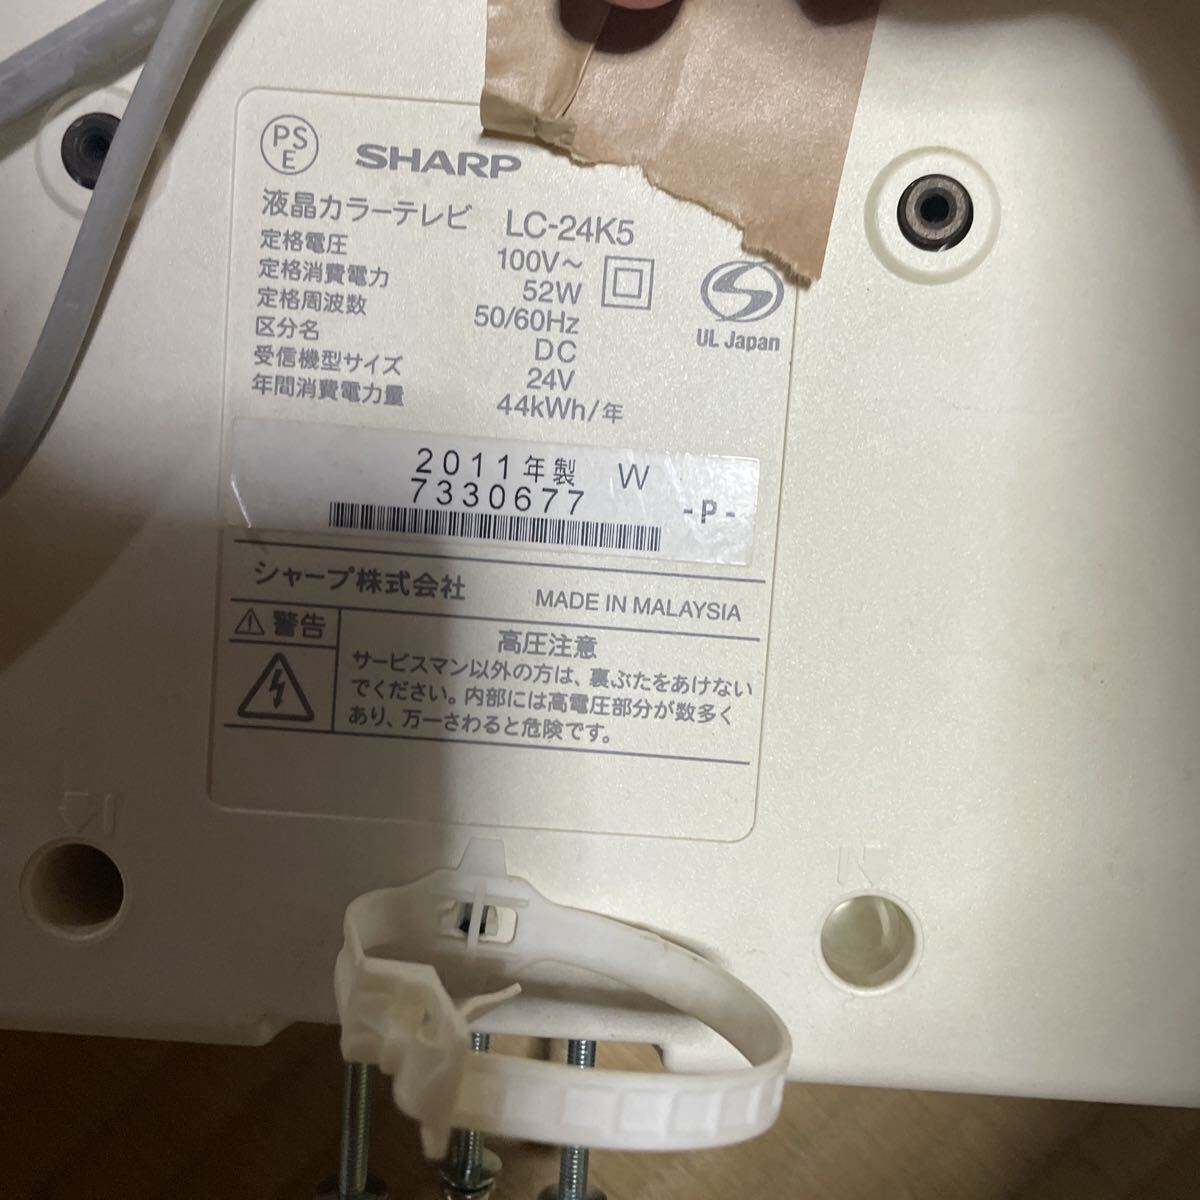 PS
E
SHARP
液晶カラーテレビ LC-24K5
定格電圧 100V～
定格消費電力 52W
定格周波数 50/60Hz
区分名 DC
受信機型サイズ 24V
年間消費電力量 44kWh/年
UL Japan
2011年製 W
7330677 -P-
シャープ株式会社 MADE IN MALAYSIA
警告
高圧注意
サービスマン以外の方は、裏ぶたをあけない
でください。内部には高電圧部分が数多く
あり、万一さわると危険です。